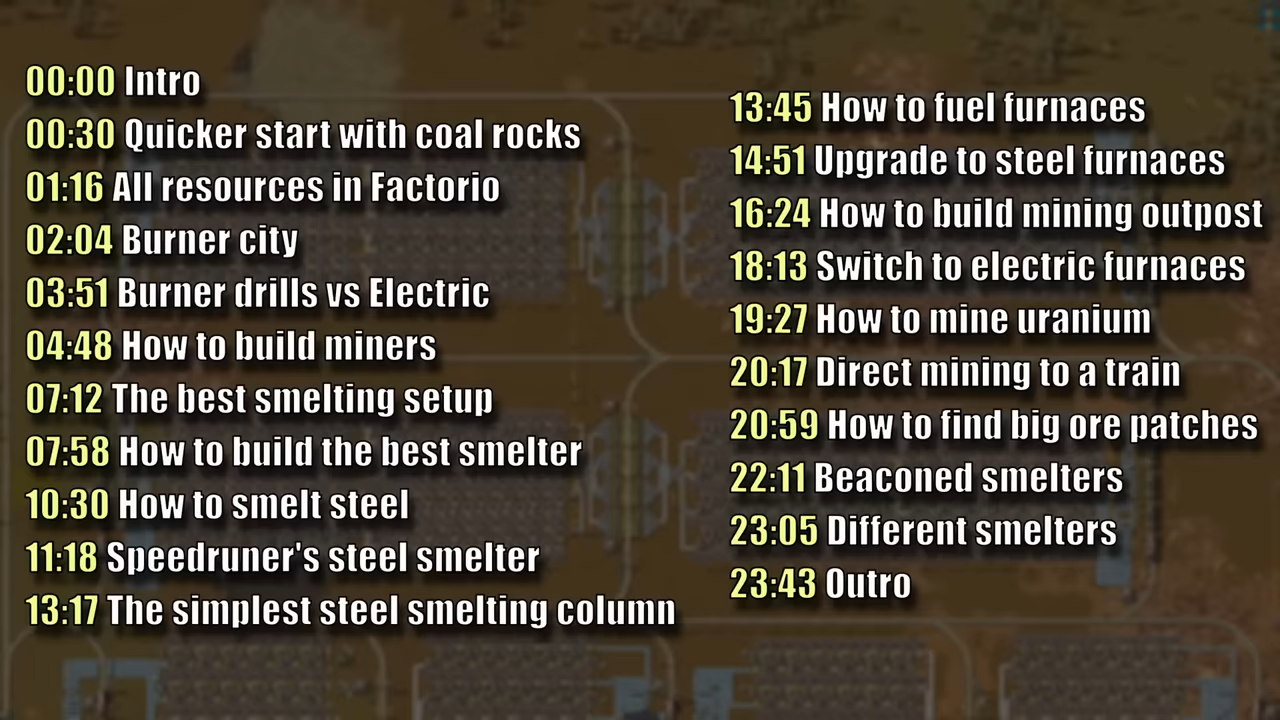 00:00 Intro
00:30 Quicker start with coal rocks
01:16 All resources in Factorio
02:04 Burner city
03:51 Burner drills vs Electric
04:48 How to build miners
07:12 The best smelting setup
07:58 How to build the best smelter
10:30 How to smelt steel
11:18 Speedruner's steel smelter
13:17 The simplest steel smelting column
13:45 How to fuel furnaces
14:51 Upgrade to steel furnaces
16:24 How to build mining outpost
18:13 Switch to electric furnaces
19:27 How to mine uranium
20:17 Direct mining to a train
20:59 How to find big ore patches
22:11 Beaconed smelters
23:05 Different smelters
23:43 Outro